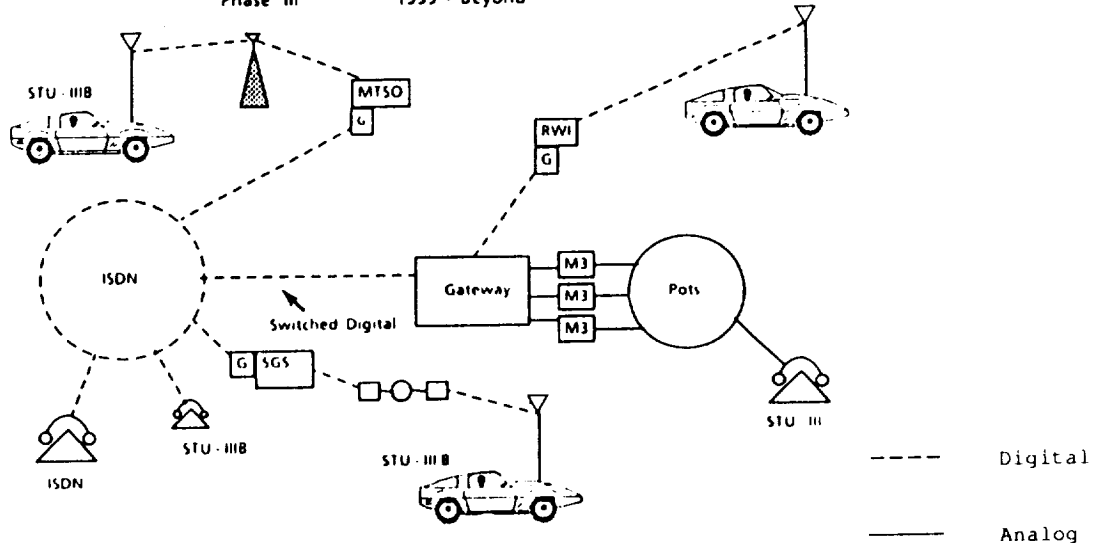 Phase III
STU-IIIB
MTSO
G
RWI
G
ISDN
Gateway
M3
M3
M3
Pots
Switched Digital
G SGS
STU-IIIB
ISDN
STU-IIIB
STU III
Digital
Analog